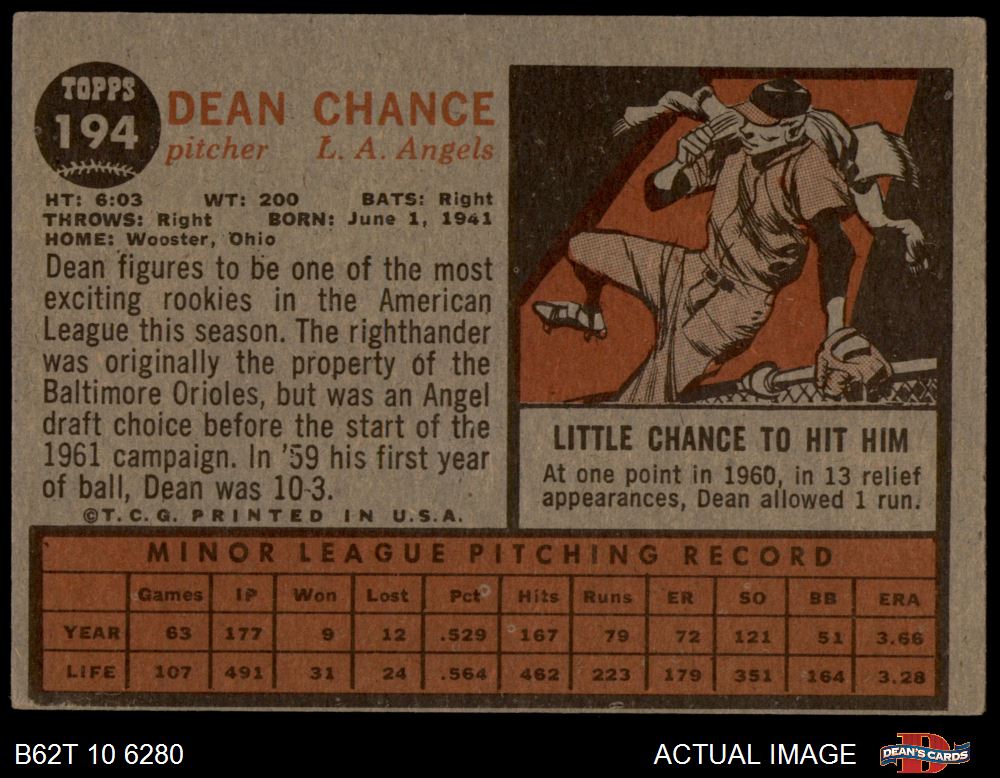 TOPPS
194
DEAN CHANCE
pitcher L. A. Angels
HT: 6:03 WT: 200 BATS: Right
THROWS: Right BORN: June 1, 1941
HOME: Wooster, Ohio
Dean figures to be one of the most
exciting rookies in the American
League this season. The righthander
was originally the property of the
Baltimore Orioles, but was an Angel
draft choice before the start of the
1961 campaign. In '59 his first year
of ball, Dean was 10-3.
©T.C.G. PRINTED IN U.S.A.
LITTLE CHANCE TO HIT HIM
At one point in 1960, in 13 relief
appearances, Dean allowed 1 run.
MINOR LEAGUE PITCHING RECORD
Games IP Won Lost Pct Hits Runs ER SO BB ERA
YEAR 63 177 9 12 .529 167 79 72 121 51 3.66
LIFE 107 491 31 24 .564 462 223 179 351 164 3.28
B62T 10 6280
ACTUAL IMAGE
DEAN'S CARDS